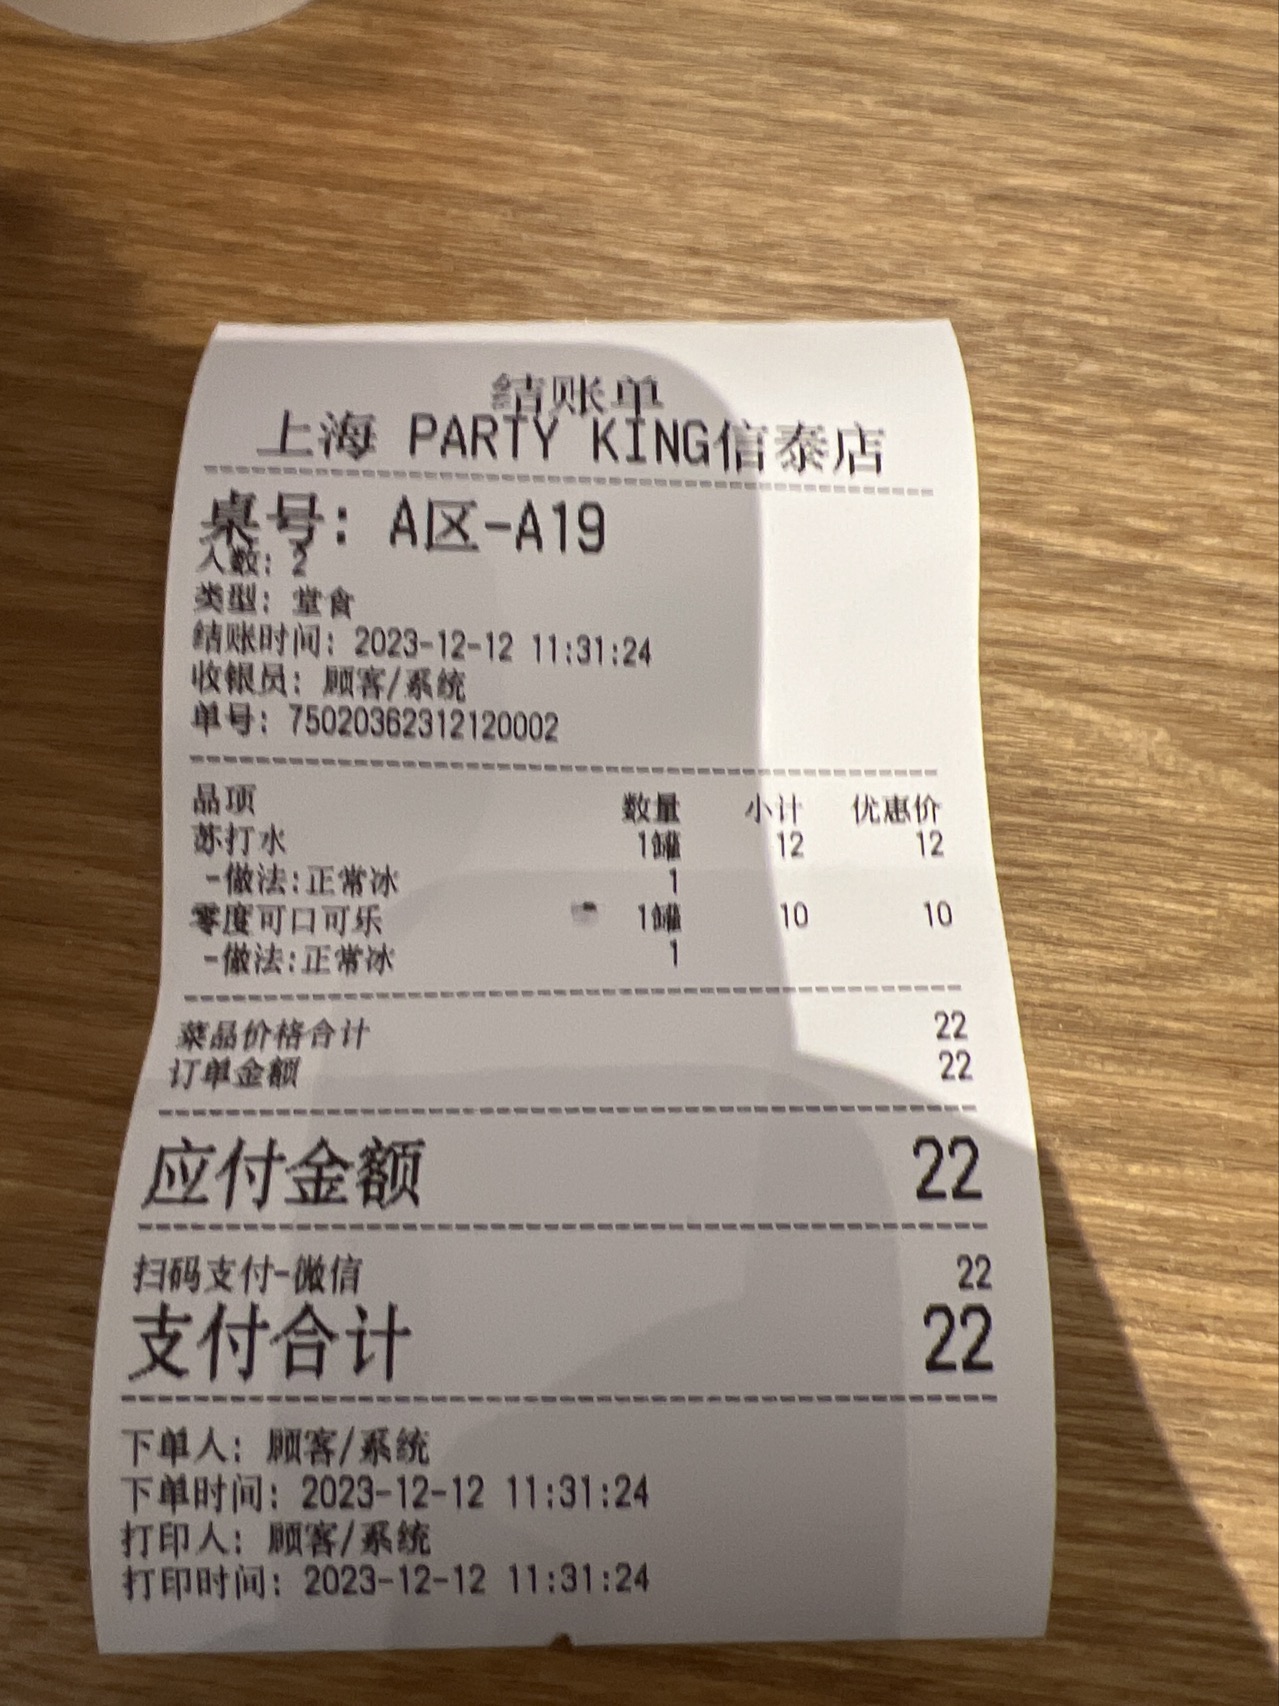 结账单
上海 PARTY KING信泰店
桌号: A区-A19
人数: 2
类型: 堂食
结账时间: 2023-12-12 11:31:24
收银员: 顾客/系统
单号: 75020362312120002
品项 数量 小计 优惠价
苏打水 1罐 12 12
-做法:正常冰 1
零度可口可乐 1罐 10 10
-做法:正常冰 1
菜品价格合计 22
订单金额 22
应付金额 22
扫码支付-微信 22
支付合计 22
下单人: 顾客/系统
下单时间: 2023-12-12 11:31:24
打印人: 顾客/系统
打印时间: 2023-12-12 11:31:24